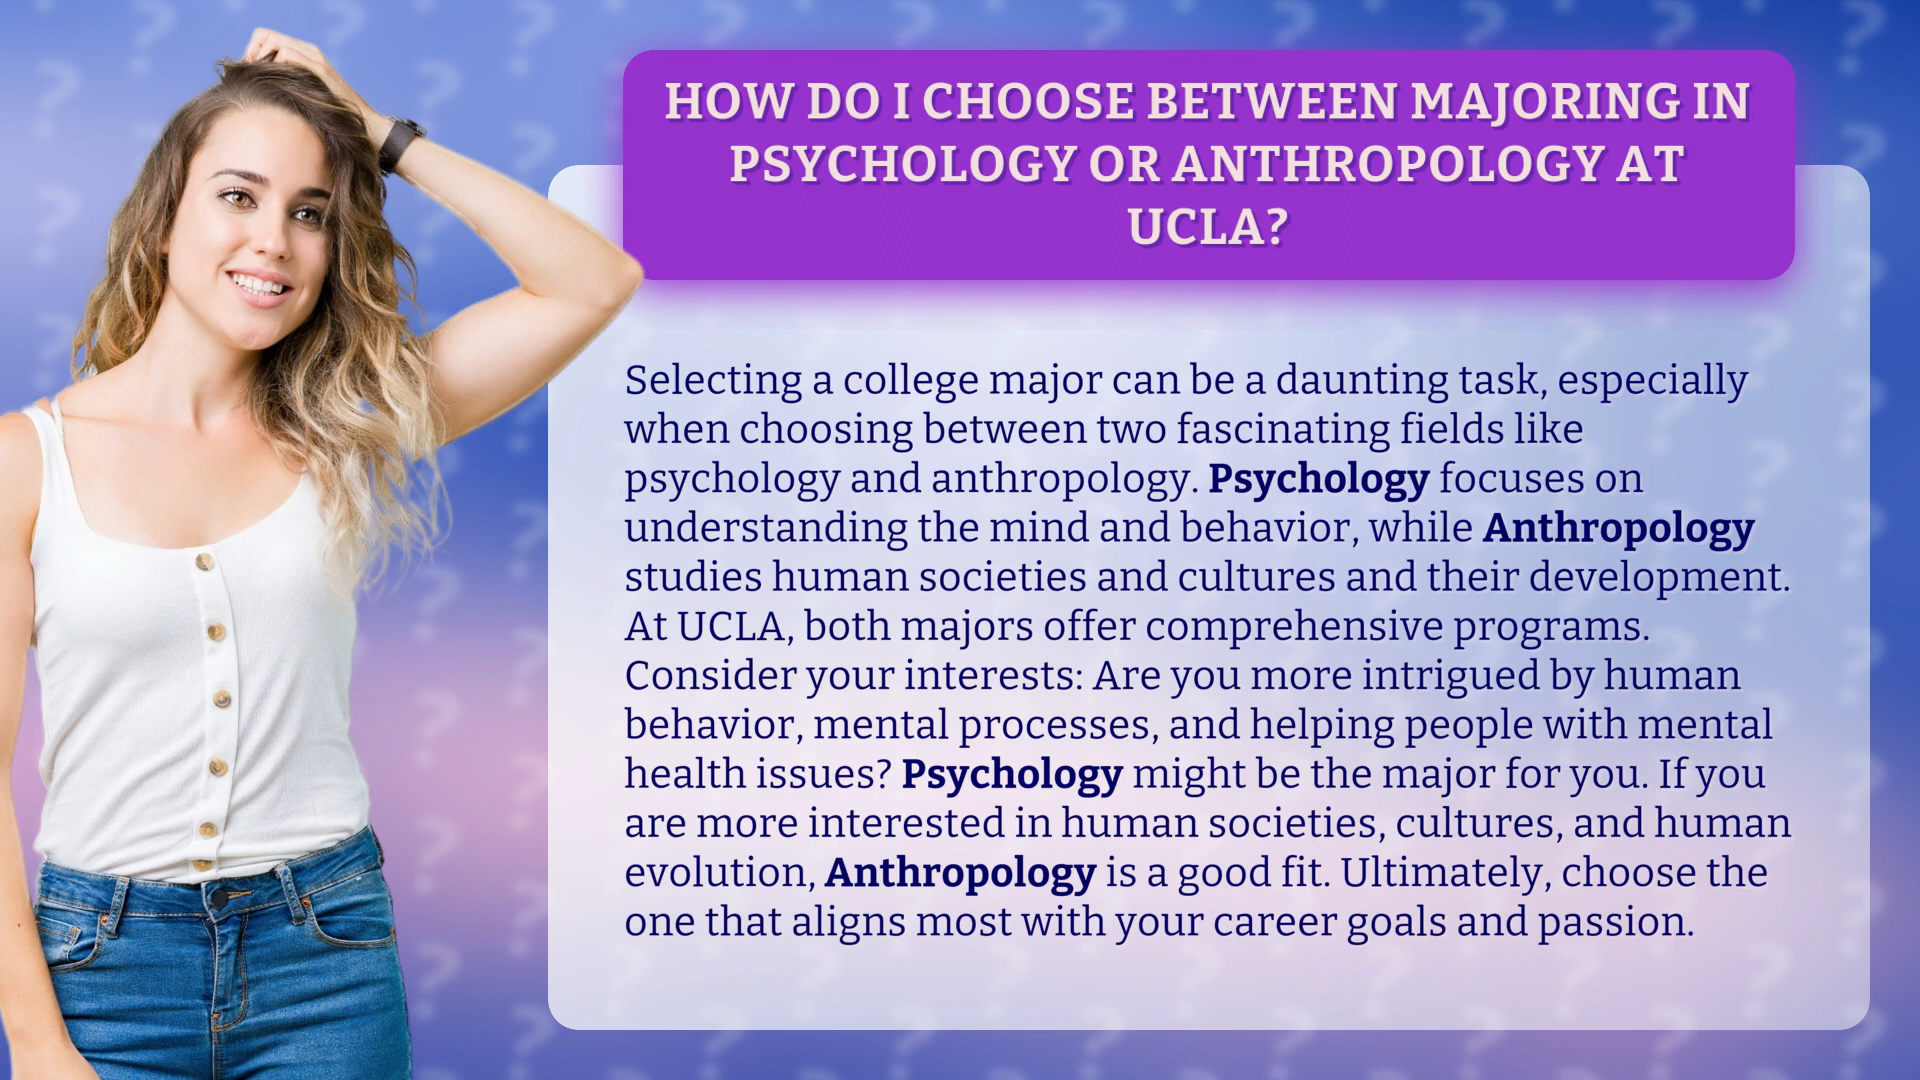 HOW DO I CHOOSE BETWEEN MAJORING IN
PSYCHOLOGY OR ANTHROPOLOGY AT
UCLA?
Selecting a college major can be a daunting task, especially
when choosing between two fascinating fields like
psychology and anthropology. Psychology focuses on
understanding the mind and behavior, while Anthropology
studies human societies and cultures and their development.
At UCLA, both majors offer comprehensive programs.
Consider your interests: Are you more intrigued by human
behavior, mental processes, and helping people with mental
health issues? Psychology might be the major for you. If you
are more interested in human societies, cultures, and human
evolution, Anthropology is a good fit. Ultimately, choose the
one that aligns most with your career goals and passion.